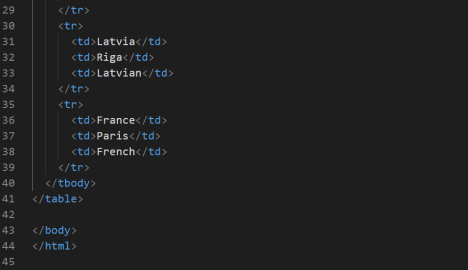 29 </tr>
30 <tr>
31 <td>Latvia</td>
32 <td>Riga</td>
33 <td>Latvian</td>
34 </tr>
35 <tr>
36 <td>France</td>
37 <td>Paris</td>
38 <td>French</td>
39 </tr>
40 </tbody>
41 </table>
42
43 </body>
44 </html>
45